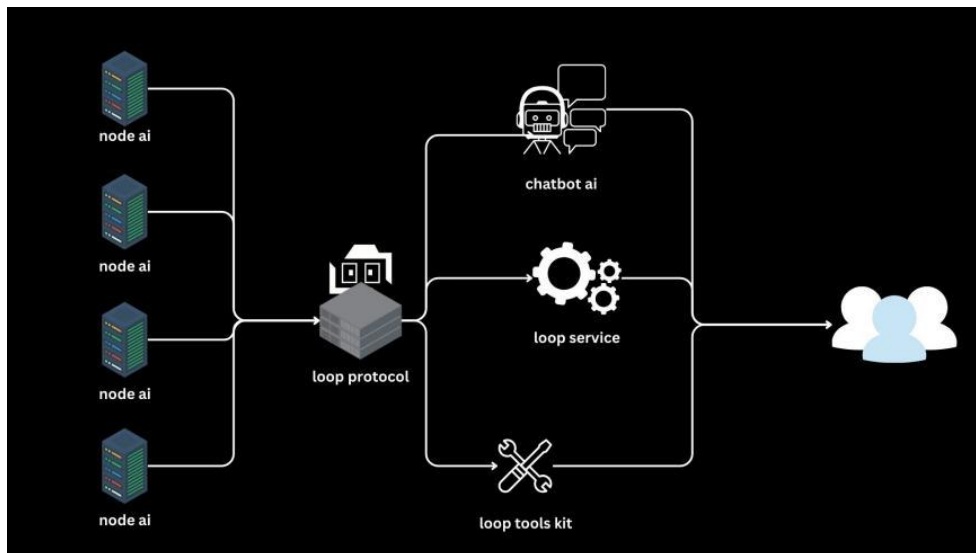 node ai
node ai
node ai
node ai
loop protocol
chatbot ai
loop service
loop tools kit